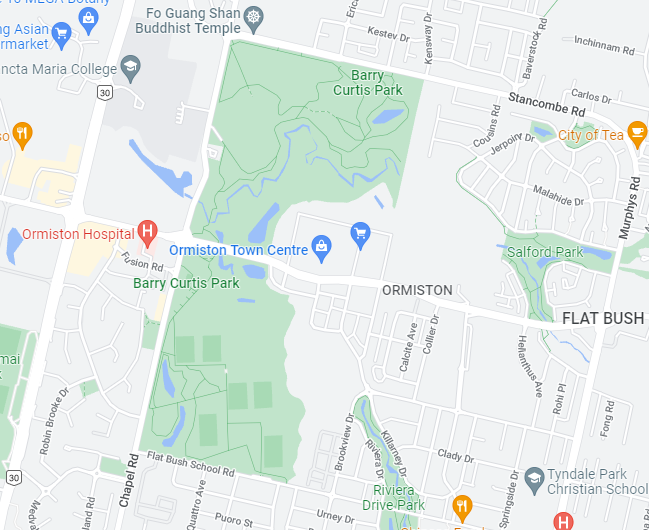 Fo Guang Shan
Buddhist Temple
Kestev Dr
Kensway Dr
Baverstock Rd
Inchinnam Rd
Barry
Curtis Park
Stancombe Rd
Carlos Dr
City of Tea
Cousins Rd
Jerpoint Dr
Malahide Dr
Murphys Rd
Ormiston Hospital
Fusion Rd
Ormiston Town Centre
Salford Park
Barry Curtis Park
ORMISTON
FLAT BUSH
Calcite Ave
Collier Dr
Helianthus Ave
Rohi Pl
Fong Rd
Robin Brooke Dr
Chapel Rd
Flat Bush School Rd
Quattro Ave
Puoro St
Urney Dr
Brookview Dr
Riviera Dr
Killarney Dr
Clady Dr
Riviera
Drive Park
Springside Dr
Tyndale Park
Christian School
30
30